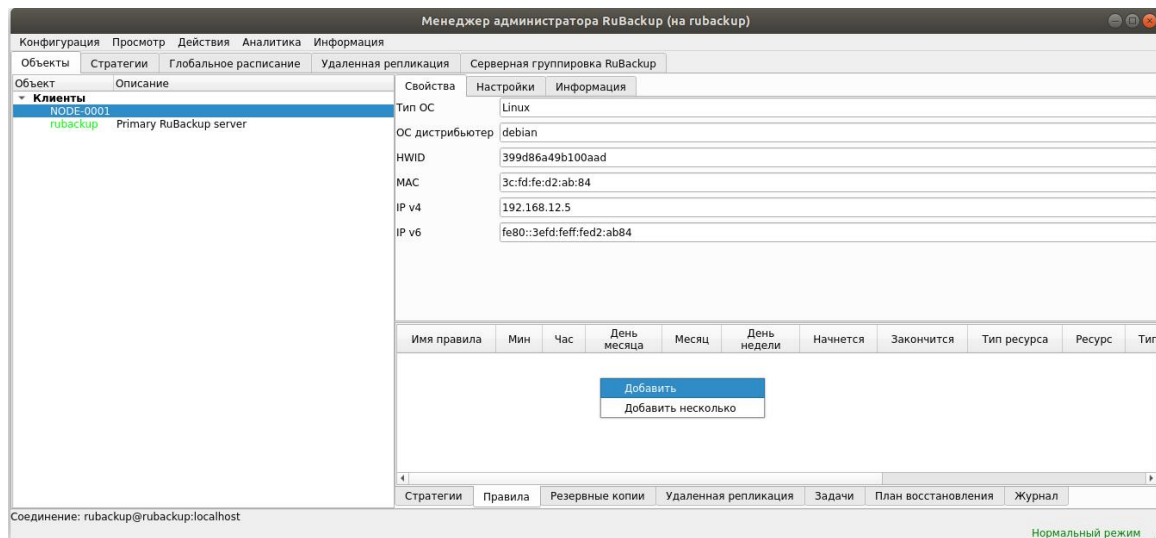 Менеджер администратора RuBackup (на rubackup)
Конфигурация Просмотр Действия Аналитика Информация
Объекты Стратегии Глобальное расписание Удаленная репликация Серверная группировка RuBackup
Объект Описание
Клиенты
NODE-0001
rubackup Primary RuBackup server
Свойства Настройки Информация
Тип ОС Linux
ОС дистрибьютер debian
HWID 399d86a49b100aad
MAC 3c:fd:fe:d2:ab:84
IP v4 192.168.12.5
IP v6 fe80::3efd:feff:fed2:ab84
Имя правила Мин Час День месяца Месяц День недели Начнется Закончится Тип ресурса Ресурс Тип
Добавить
Добавить несколько
Стратегии Правила Резервные копии Удаленная репликация Задачи План восстановления Журнал
Соединение: rubackup@rubackup:localhost
Нормальный режим